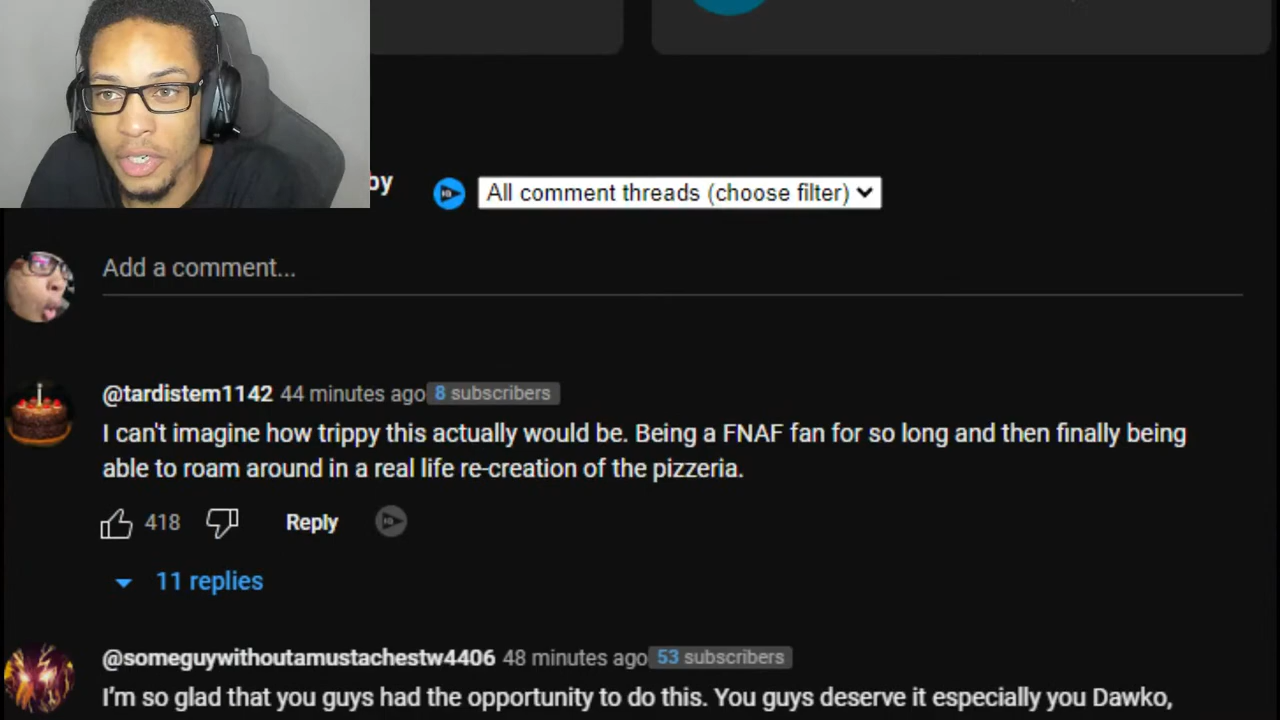 by
All comment threads (choose filter)
Add a comment...
@tardistem1142 44 minutes ago 8 subscribers
I can't imagine how trippy this actually would be. Being a FNAF fan for so long and then finally being
able to roam around in a real life re-creation of the pizzeria.
418 Reply
11 replies
@someguywithoutamustachestw4406 48 minutes ago 53 subscribers
I'm so glad that you guys had the opportunity to do this. You guys deserve it especially you Dawko,